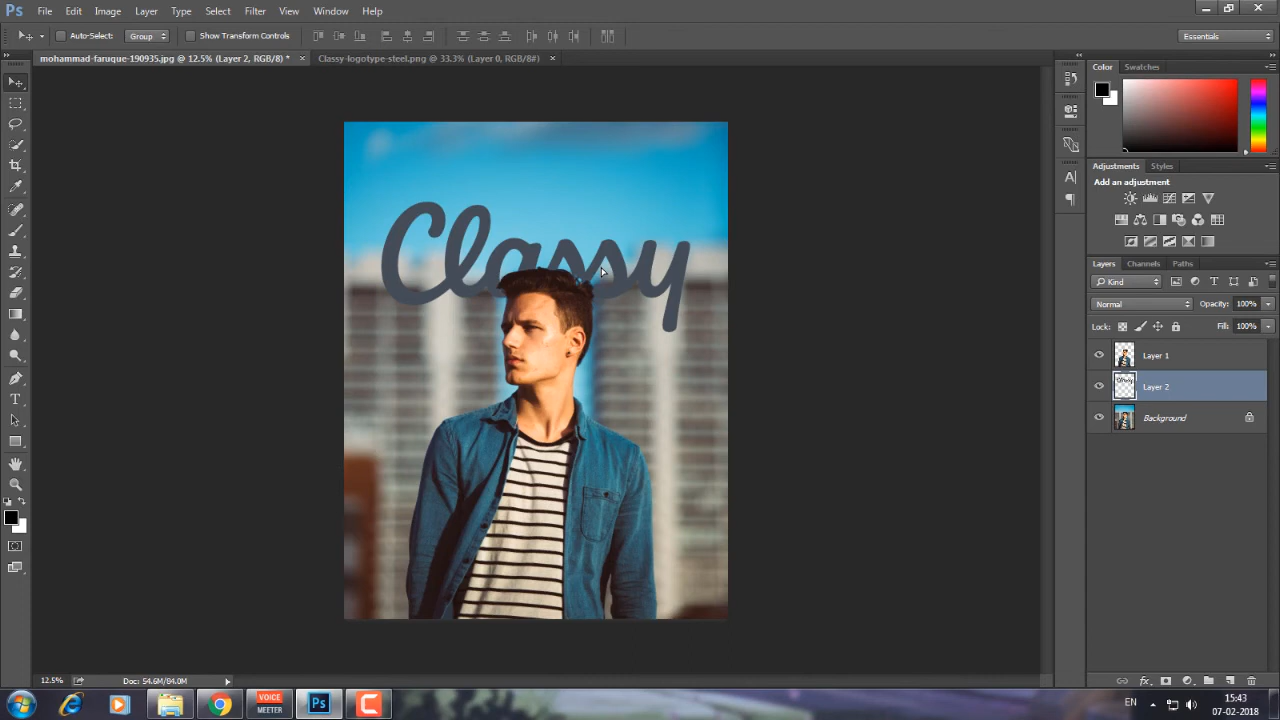 Ps File Edit Image Layer Type Select Filter View Window Help
Auto-Select: Group Show Transform Controls Essentials
mohammad-faruque-190935.jpg @ 12.5% (Layer 2, RGB/8) * Classy-logotype-steel.png @ 33.3% (Layer 0, RGB/8#)
Color Swatches
Adjustments Styles
Add an adjustment
Classy
Layers Channels Paths
Kind
Normal Opacity: 100%
Lock: Fill: 100%
Layer 1
Layer 2
Background
12.5% Doc: 54.6M/84.0M
VOICE
MEETER
Ps
EN
15:43
07-02-2018